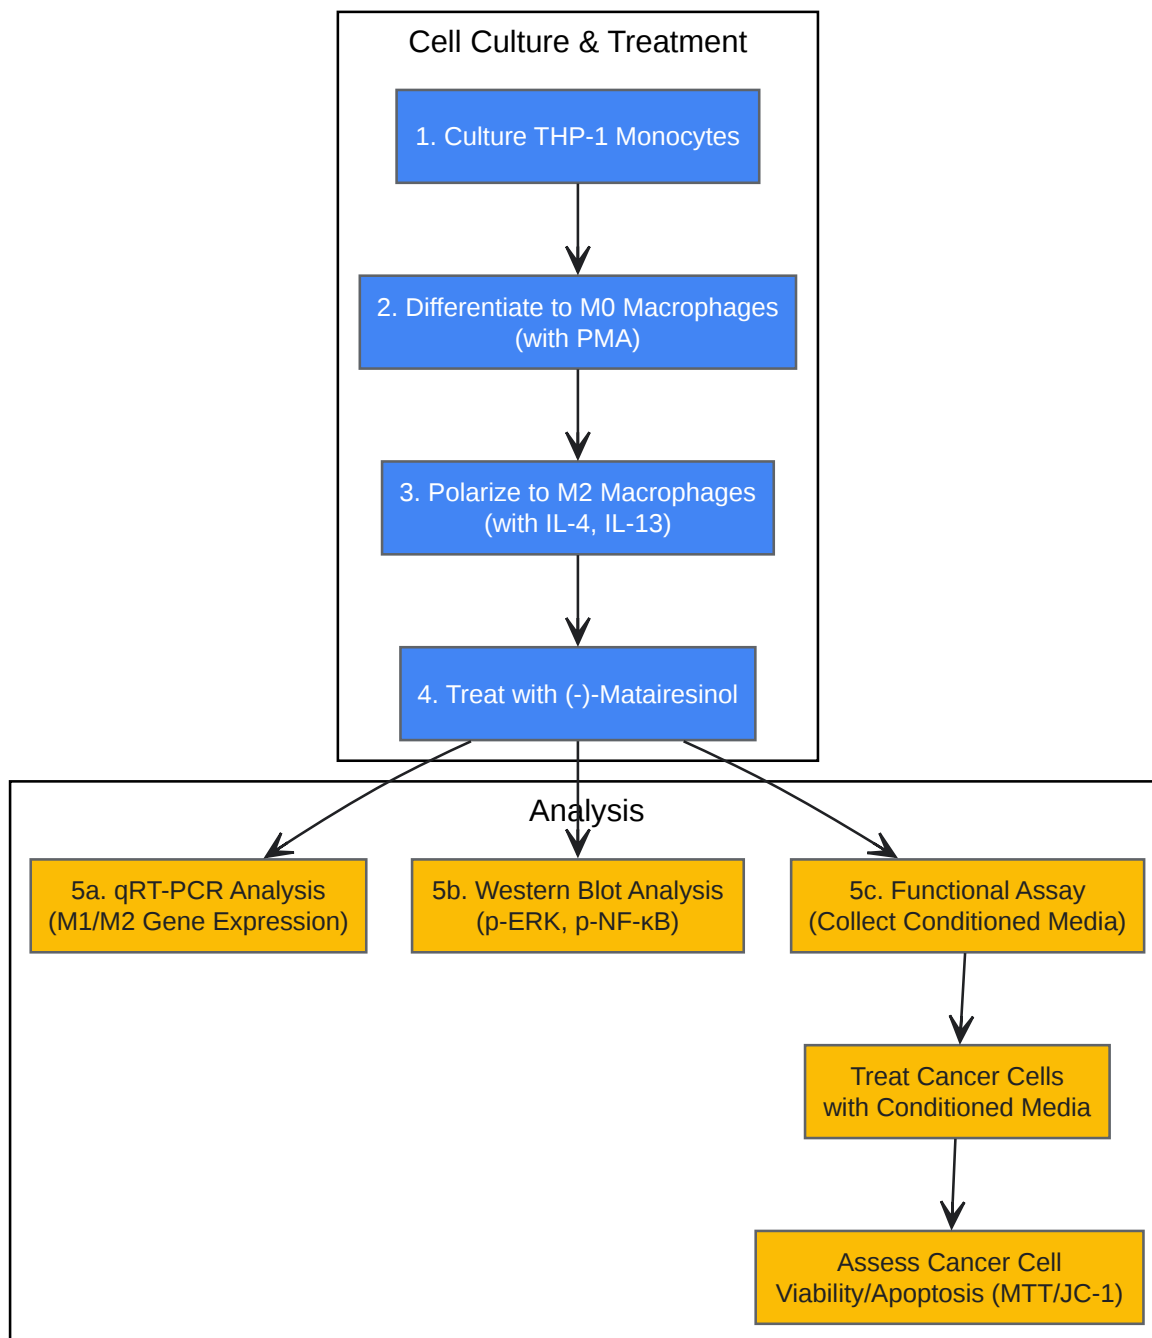 Cell Culture & Treatment
1. Culture THP-1 Monocytes
2. Differentiate to M0 Macrophages
(with PMA)
3. Polarize to M2 Macrophages
(with IL-4, IL-13)
4. Treat with (-)-Matairesinol
Analysis
5a. qRT-PCR Analysis
(M1/M2 Gene Expression)
5b. Western Blot Analysis
(p-ERK, p-NF-κB)
5c. Functional Assay
(Collect Conditioned Media)
Treat Cancer Cells
with Conditioned Media
Assess Cancer Cell
Viability/Apoptosis (MTT/JC-1)